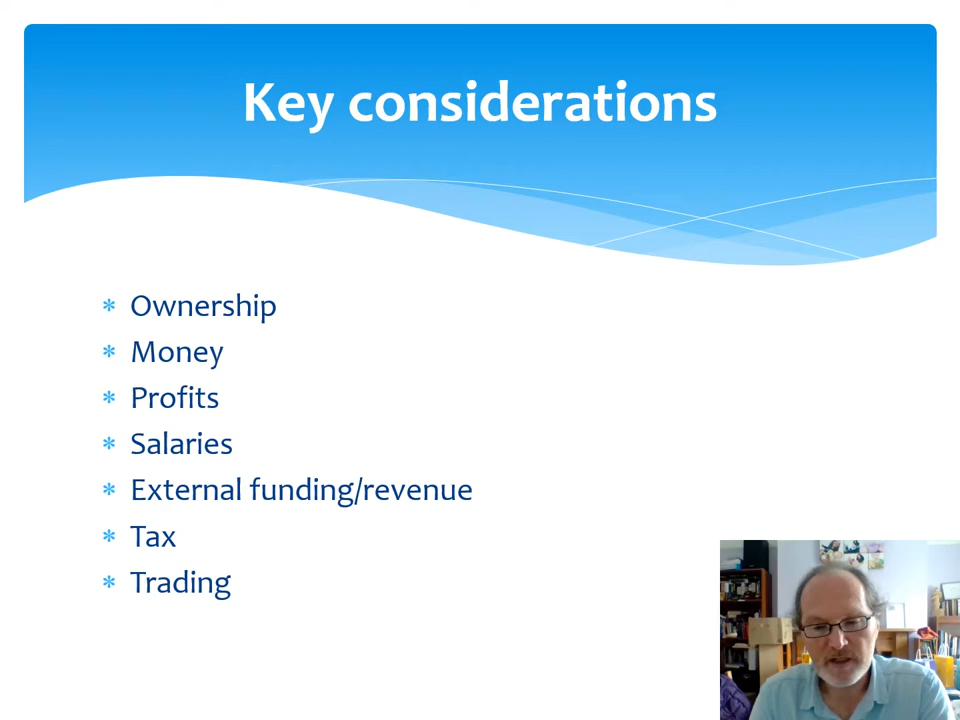 Key considerations
* Ownership
* Money
* Profits
* Salaries
* External funding/revenue
* Tax
* Trading